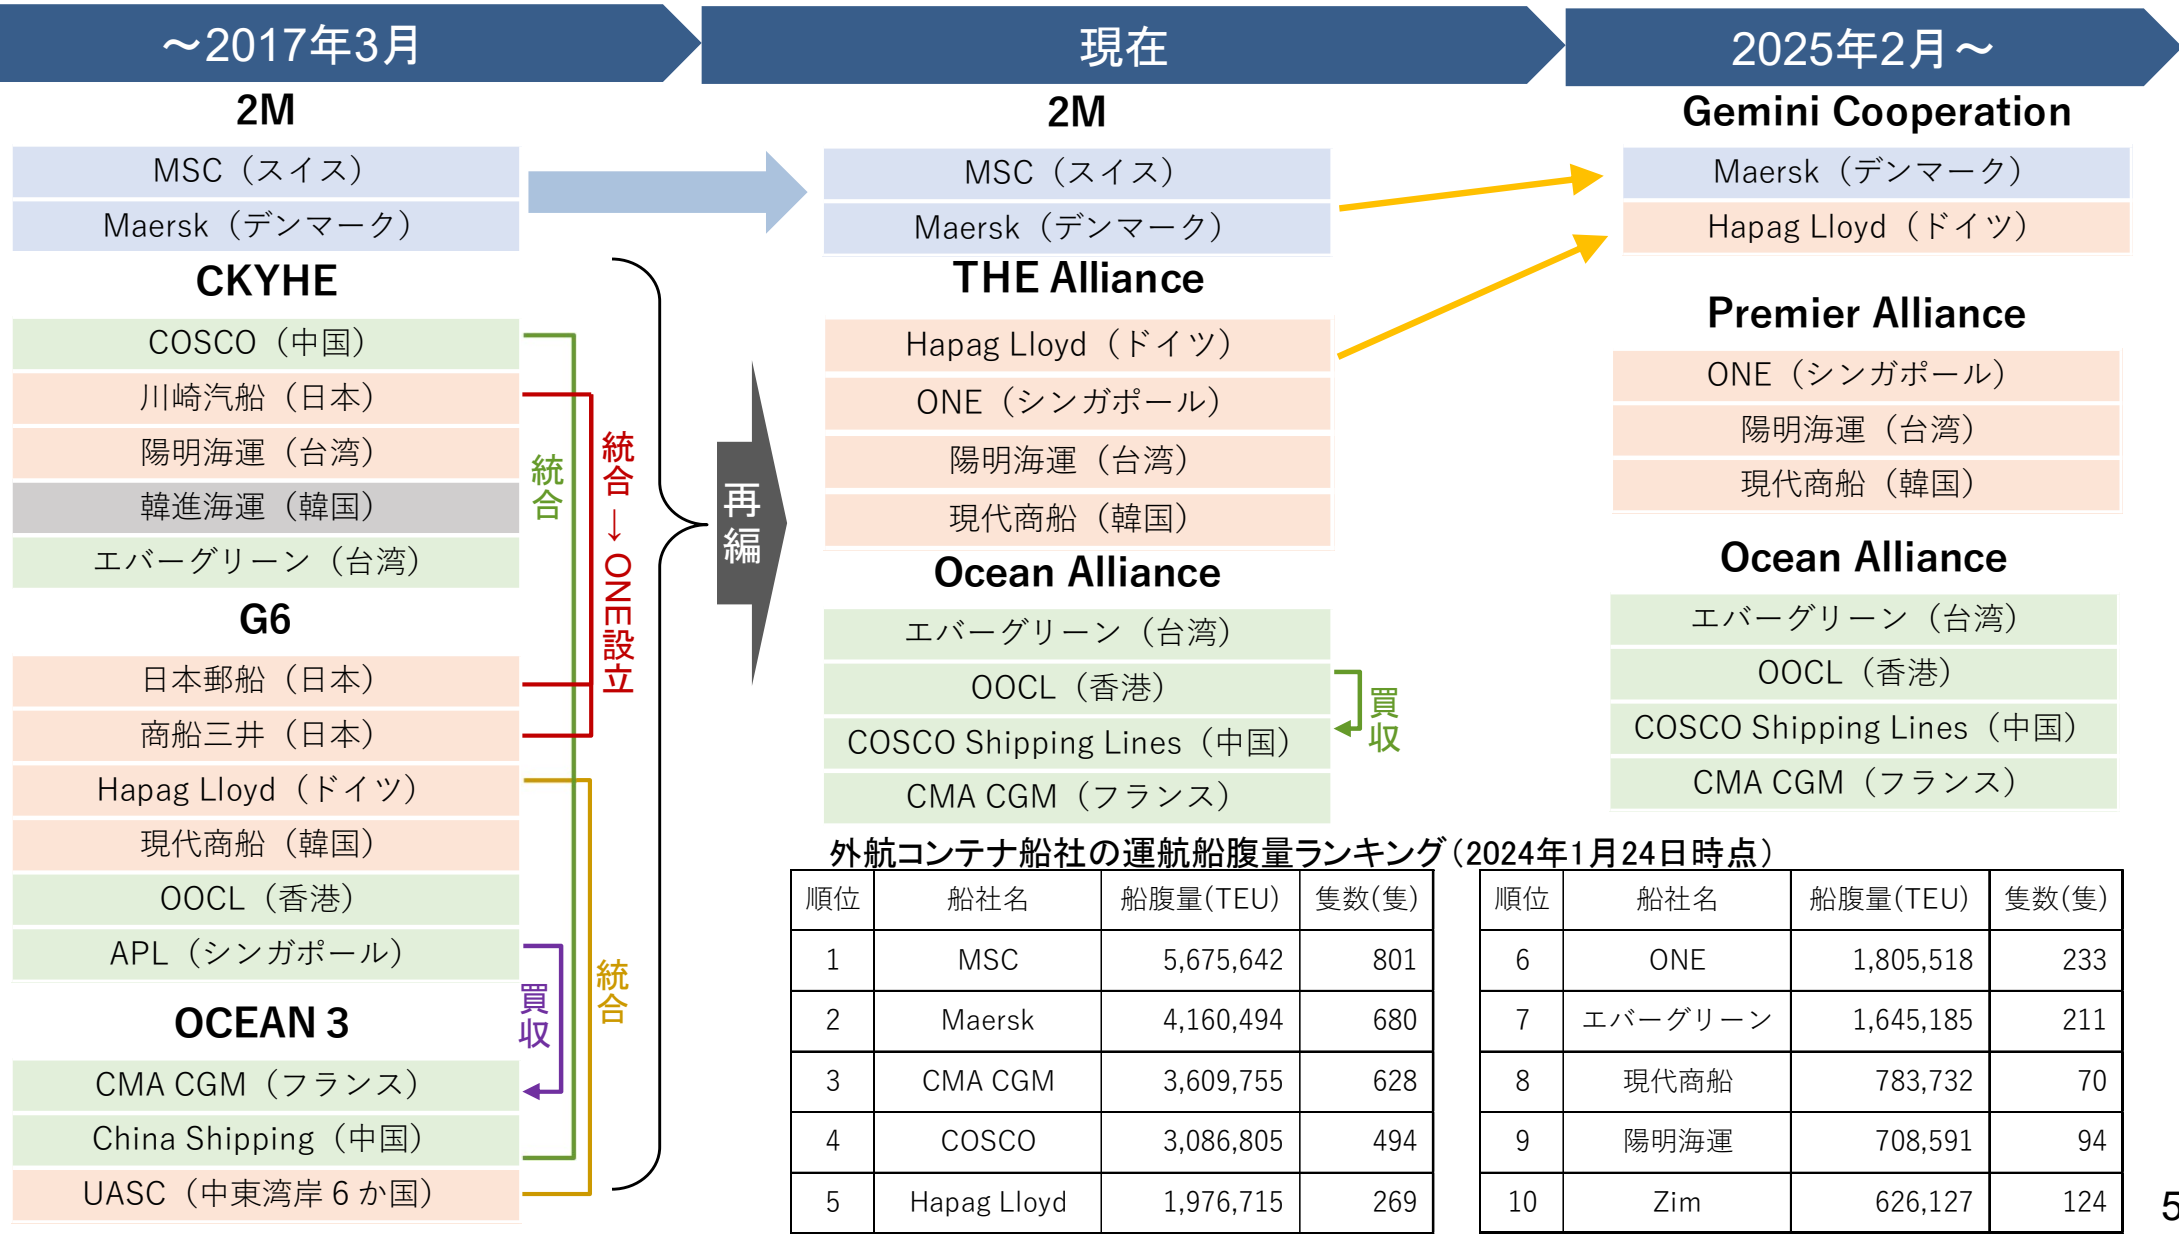 ～2017年3月
2M
MSC（スイス）
Maersk（デンマーク）
CKYHE
COSCO（中国）
川崎汽船（日本）
陽明海運（台湾）
韓進海運（韓国）
エバーグリーン（台湾）
G6
日本郵船（日本）
商船三井（日本）
Hapag Lloyd（ドイツ）
現代商船（韓国）
OOCL（香港）
APL（シンガポール）
OCEAN 3
CMA CGM（フランス）
China Shipping（中国）
UASC（中東湾岸６か国）
統合
統合→ONE設立
買収
統合
再編
現在
2M
MSC（スイス）
Maersk（デンマーク）
THE Alliance
Hapag Lloyd（ドイツ）
ONE（シンガポール）
陽明海運（台湾）
現代商船（韓国）
Ocean Alliance
エバーグリーン（台湾）
OOCL（香港）
COSCO Shipping Lines（中国）
CMA CGM（フランス）
買収
2025年2月～
Gemini Cooperation
Maersk（デンマーク）
Hapag Lloyd（ドイツ）
Premier Alliance
ONE（シンガポール）
陽明海運（台湾）
現代商船（韓国）
Ocean Alliance
エバーグリーン（台湾）
OOCL（香港）
COSCO Shipping Lines（中国）
CMA CGM（フランス）
外航コンテナ船社の運航船腹量ランキング（2024年1月24日時点）
順位 船社名 船腹量(TEU) 隻数(隻)
1 MSC 5,675,642 801
2 Maersk 4,160,494 680
3 CMA CGM 3,609,755 628
4 COSCO 3,086,805 494
5 Hapag Lloyd 1,976,715 269
順位 船社名 船腹量(TEU) 隻数(隻)
6 ONE 1,805,518 233
7 エバーグリーン 1,645,185 211
8 現代商船 783,732 70
9 陽明海運 708,591 94
10 Zim 626,127 124
5